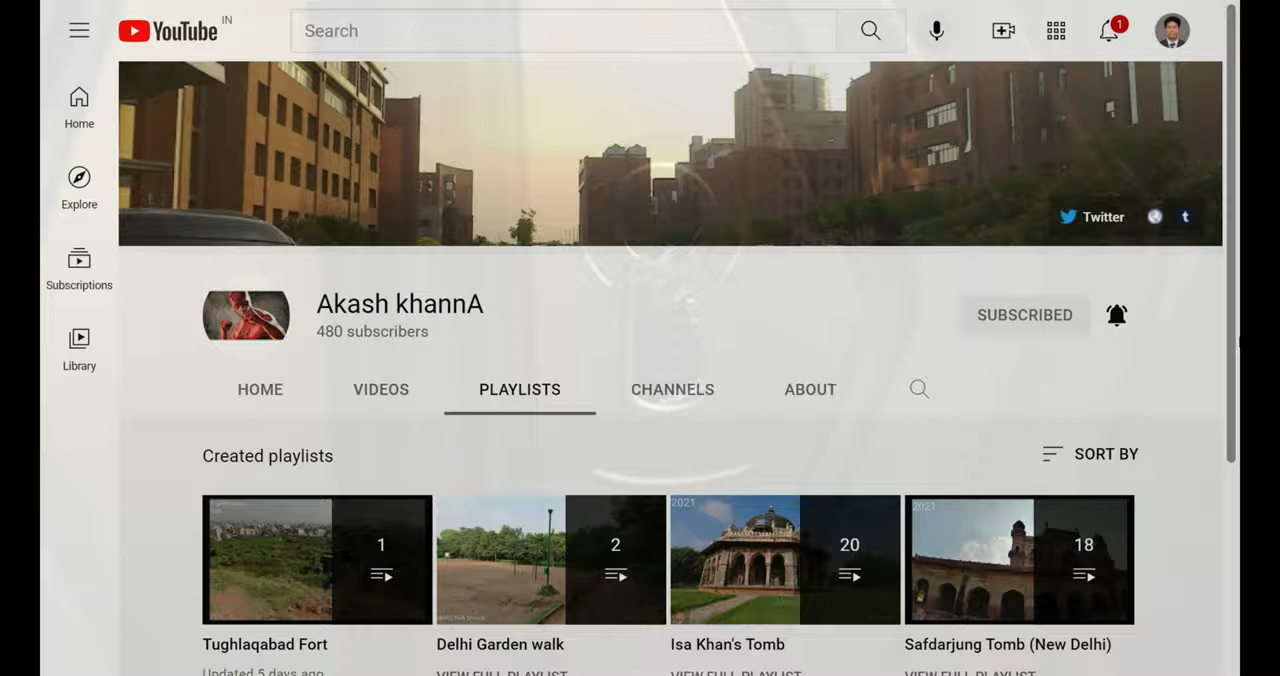 YouTube IN
Search
1
Home
Explore
Subscriptions
Library
Twitter
t
Akash khannA
480 subscribers
SUBSCRIBED
HOME VIDEOS PLAYLISTS CHANNELS ABOUT
Created playlists
SORT BY
2021 2021
1 2 20 18
Tughlaqabad Fort Delhi Garden walk Isa Khan's Tomb Safdarjung Tomb (New Delhi)
Updated 5 days ago VIEW FULL PLAYLIST VIEW FULL PLAYLIST VIEW FULL PLAYLIST